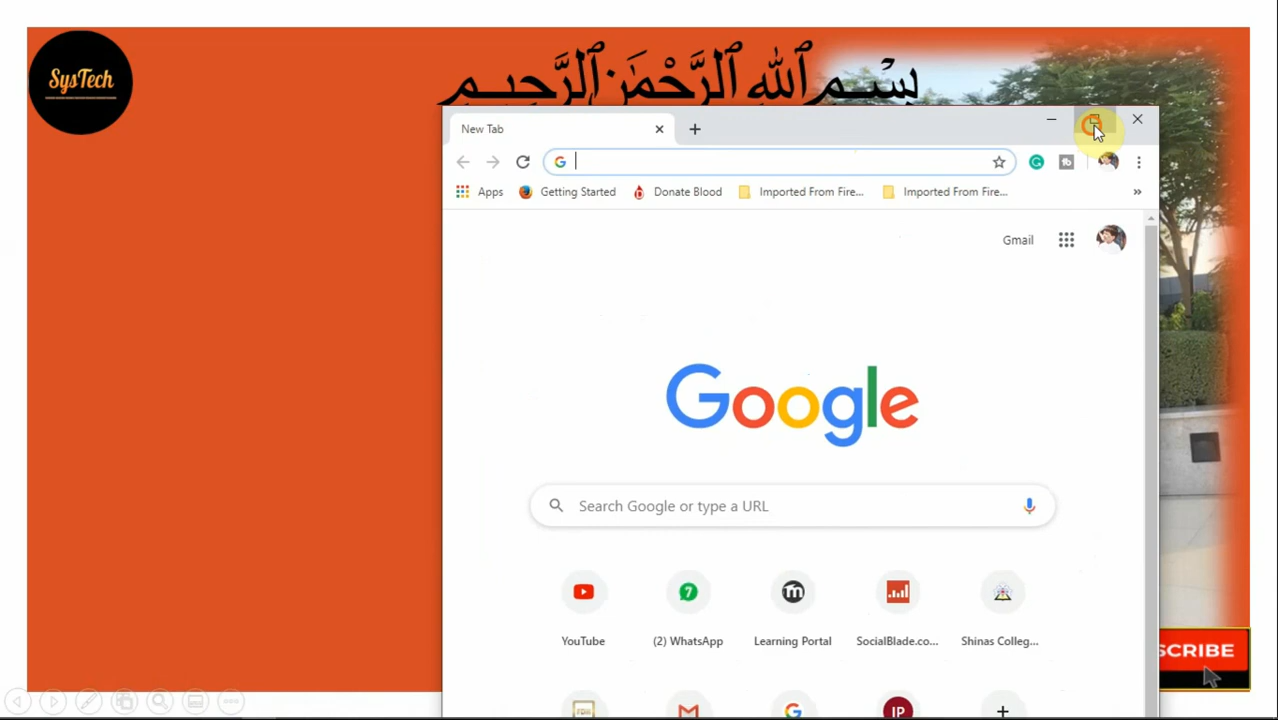 SysTech
بِسْمِ ٱللَّهِ ٱلرَّحْمَٰنِ ٱلرَّحِيمِ
New Tab
Apps
Getting Started
Donate Blood
Imported From Fire...
Imported From Fire...
Gmail
Google
Search Google or type a URL
YouTube
(2) WhatsApp
Learning Portal
SocialBlade.co...
Shinas Colleg...
SCRIBE
IP